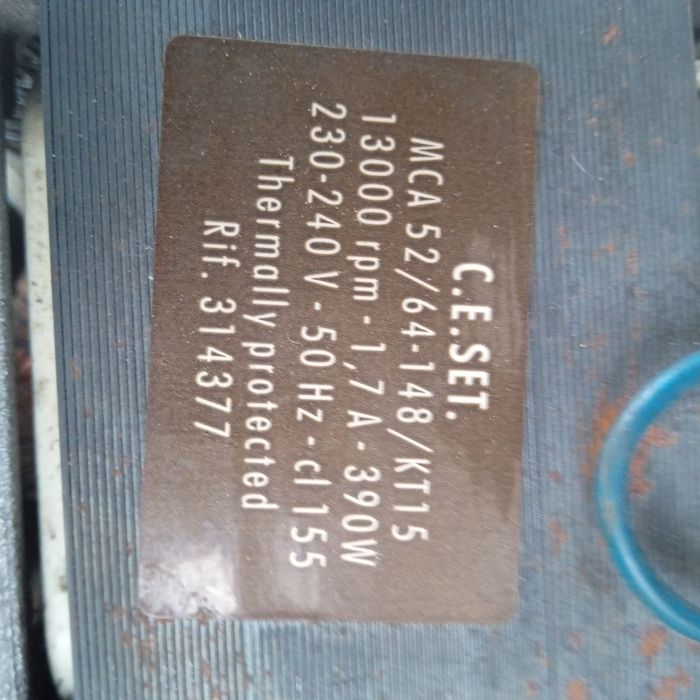 C.E.SET.
MCA 52/64-148/KT15
13000 rpm - 1,7 A - 390W
230-240 V - 50 Hz - cl 155
Thermally protected
Rif. 314377